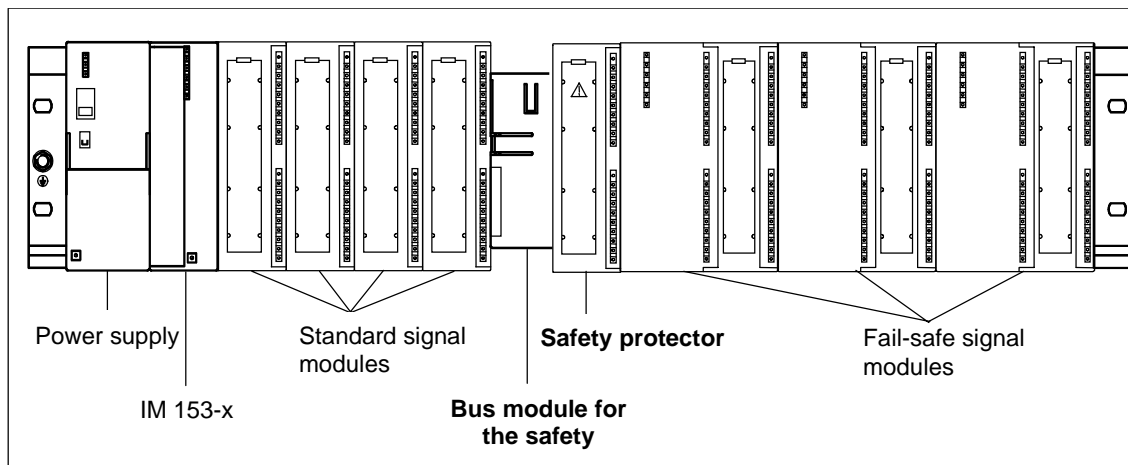 Power supply
Standard signal
modules
Safety protector
Fail-safe signal
modules
IM 153-x
Bus module for
the safety